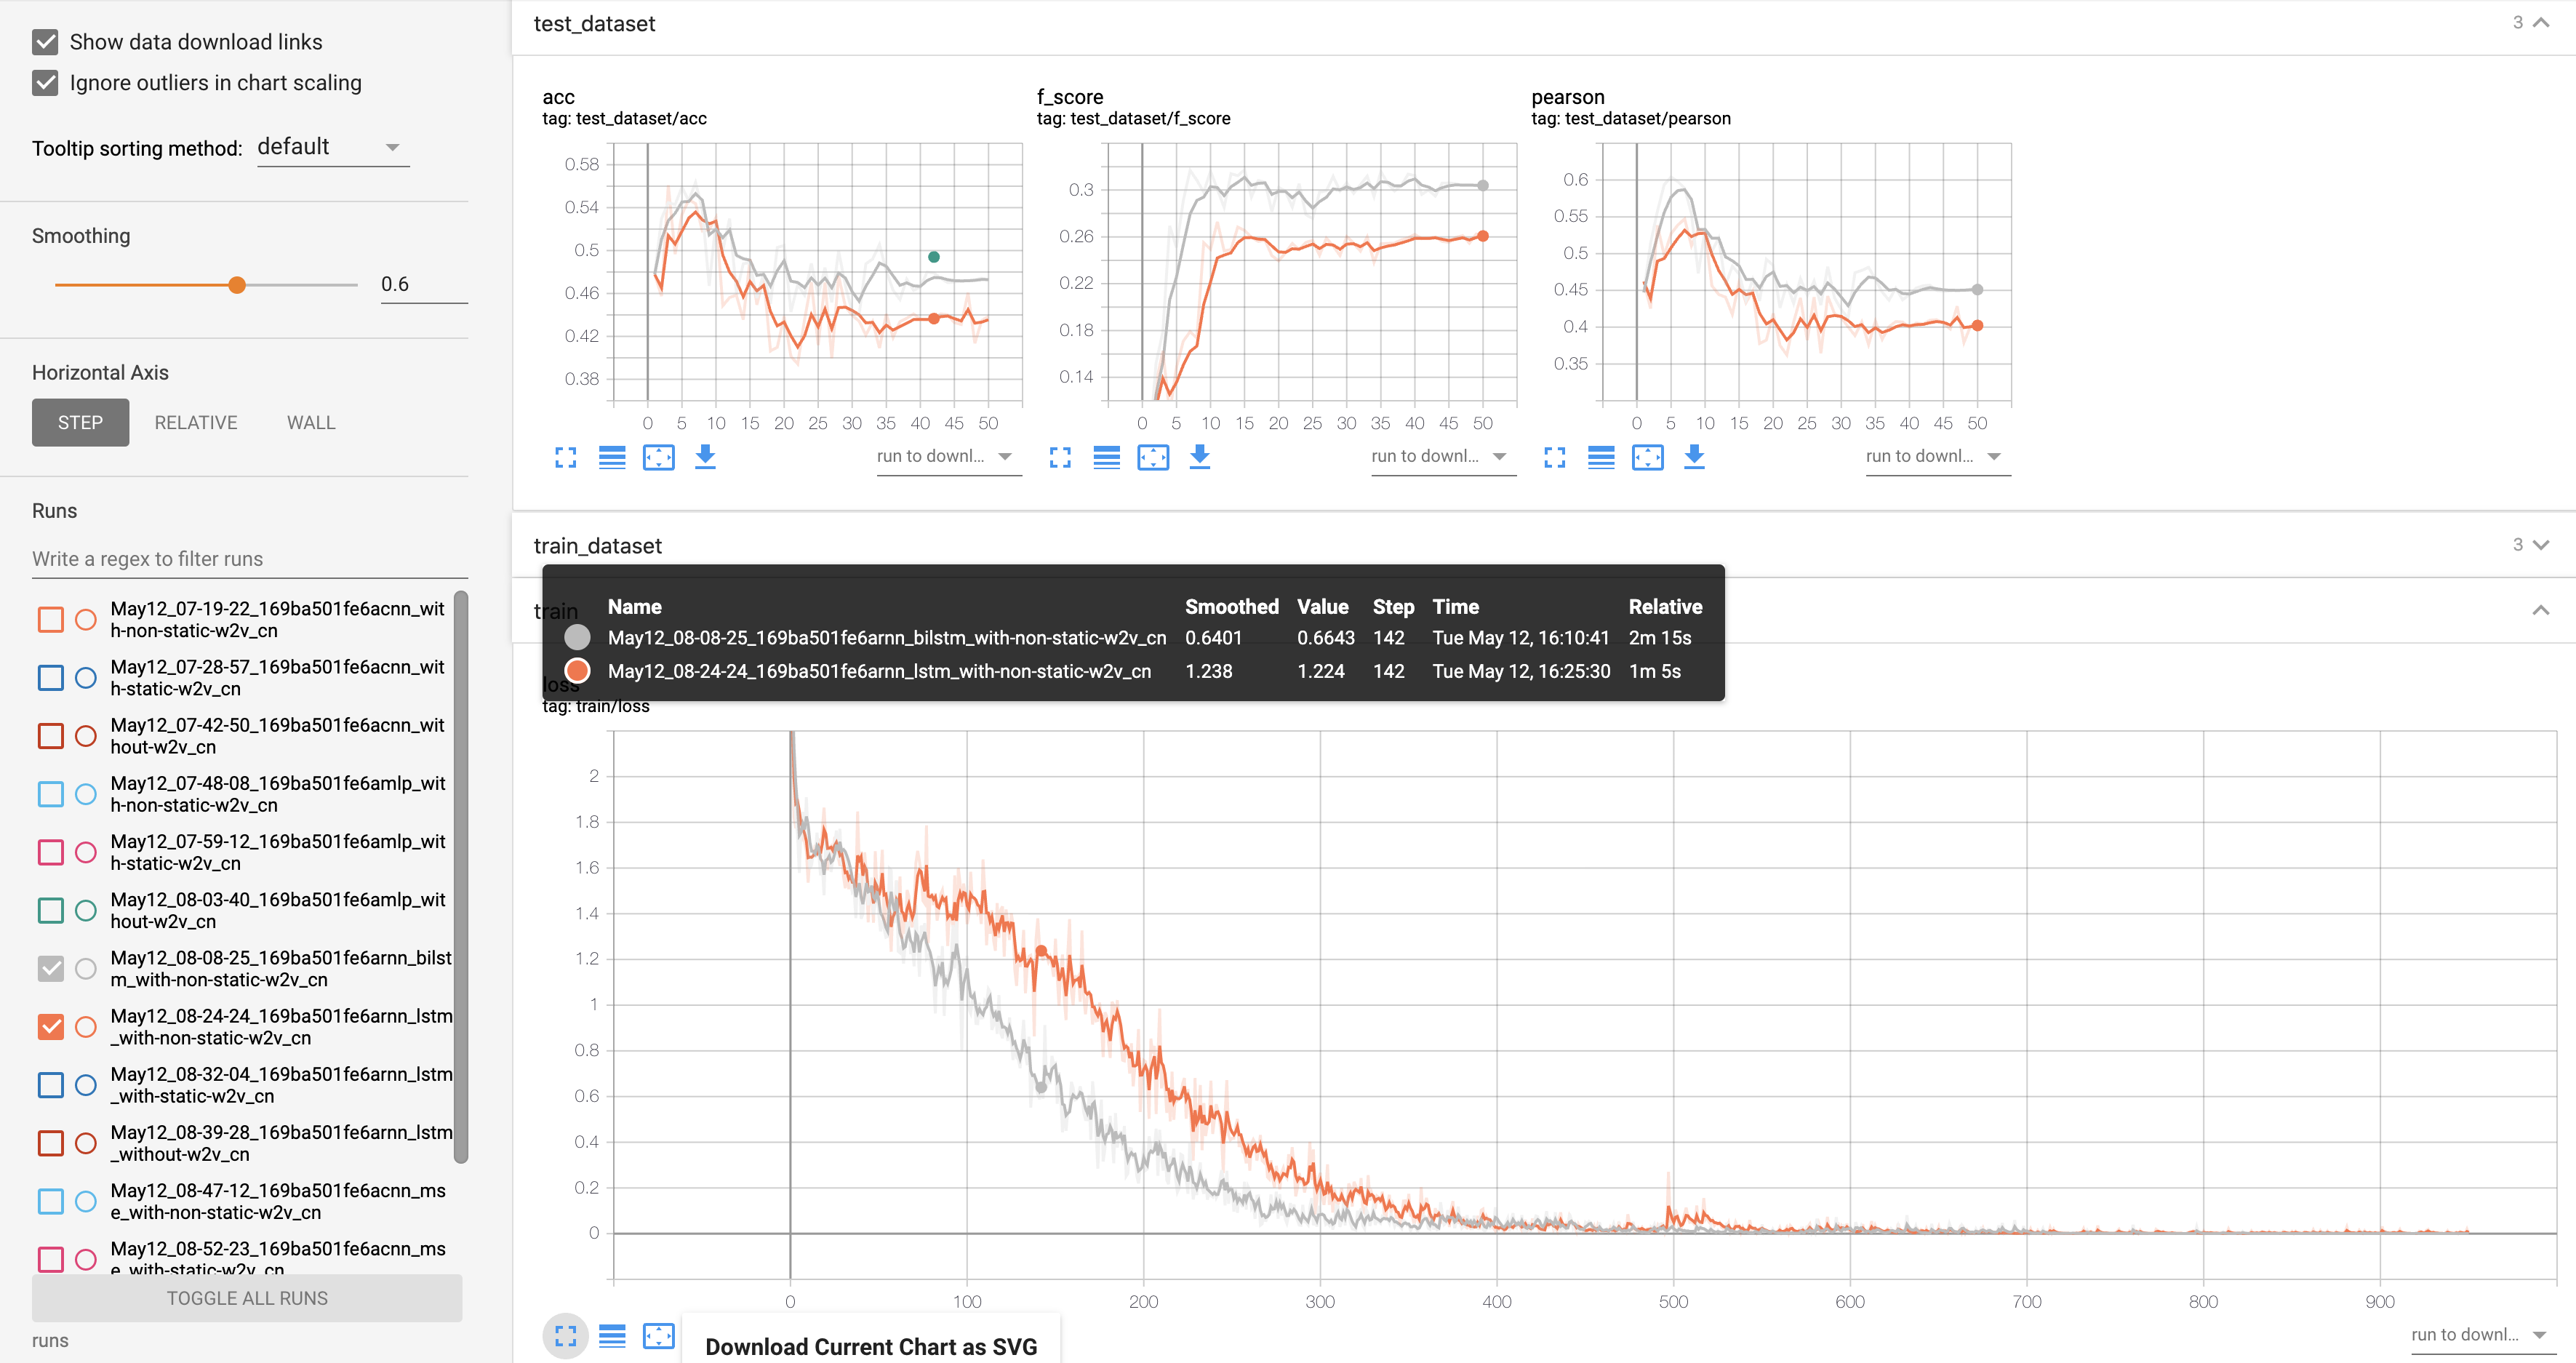 Show data download links
Ignore outliers in chart scaling
Tooltip sorting method: default
Smoothing
0.6
Horizontal Axis
STEP RELATIVE WALL
Runs
Write a regex to filter runs
May12_07-19-22_169ba501fe6acnn_wit
h-non-static-w2v_cn
May12_07-28-57_169ba501fe6acnn_wit
h-static-w2v_cn
May12_07-42-50_169ba501fe6acnn_wit
hout-w2v_cn
May12_07-48-08_169ba501fe6amlp_wit
h-non-static-w2v_cn
May12_07-59-12_169ba501fe6amlp_wit
h-static-w2v_cn
May12_08-03-40_169ba501fe6amlp_wit
hout-w2v_cn
May12_08-08-25_169ba501fe6arnn_bilst
m_with-non-static-w2v_cn
May12_08-24-24_169ba501fe6arnn_lstm
_with-non-static-w2v_cn
May12_08-32-04_169ba501fe6arnn_lstm
_with-static-w2v_cn
May12_08-39-28_169ba501fe6arnn_lstm
_without-w2v_cn
May12_08-47-12_169ba501fe6acnn_ms
e_with-non-static-w2v_cn
May12_08-52-23_169ba501fe6acnn_ms
e_with-static-w2v_cn
TOGGLE ALL RUNS
runs
test_dataset 3
acc
tag: test_dataset/acc
0.58
0.54
0.5
0.46
0.42
0.38
0 5 10 15 20 25 30 35 40 45 50
run to downl...
f_score
tag: test_dataset/f_score
0.3
0.26
0.22
0.18
0.14
0 5 10 15 20 25 30 35 40 45 50
run to downl...
pearson
tag: test_dataset/pearson
0.6
0.55
0.5
0.45
0.4
0.35
0 5 10 15 20 25 30 35 40 45 50
run to downl...
train_dataset 3
train
Name Smoothed Value Step Time Relative
May12_08-08-25_169ba501fe6arnn_bilstm_with-non-static-w2v_cn 0.6401 0.6643 142 Tue May 12, 16:10:41 2m 15s
May12_08-24-24_169ba501fe6arnn_lstm_with-non-static-w2v_cn 1.238 1.224 142 Tue May 12, 16:25:30 1m 5s
loss
tag: train/loss
2
1.8
1.6
1.4
1.2
1
0.8
0.6
0.4
0.2
0
0 100 200 300 400 500 600 700 800 900
Download Current Chart as SVG
run to downl...